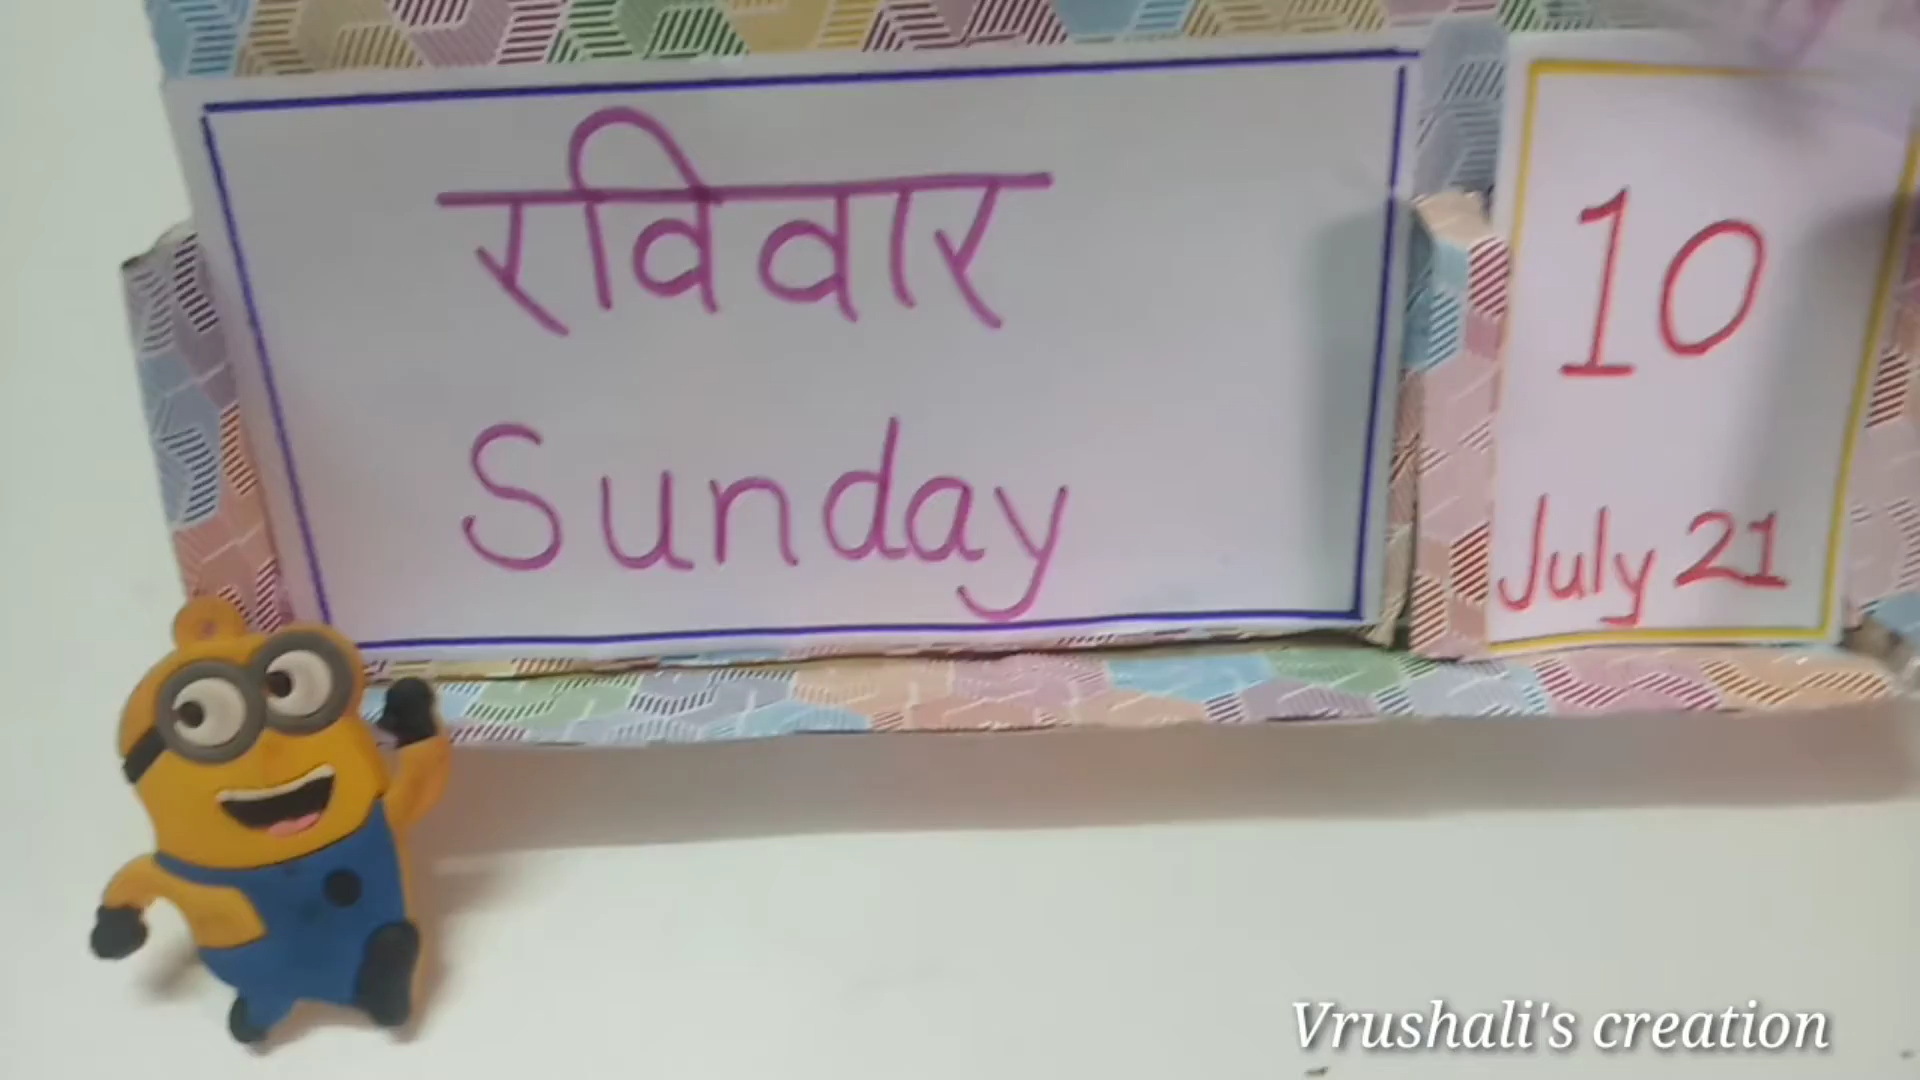 रविवार
Sunday
10
July 21
Vrushali's creation